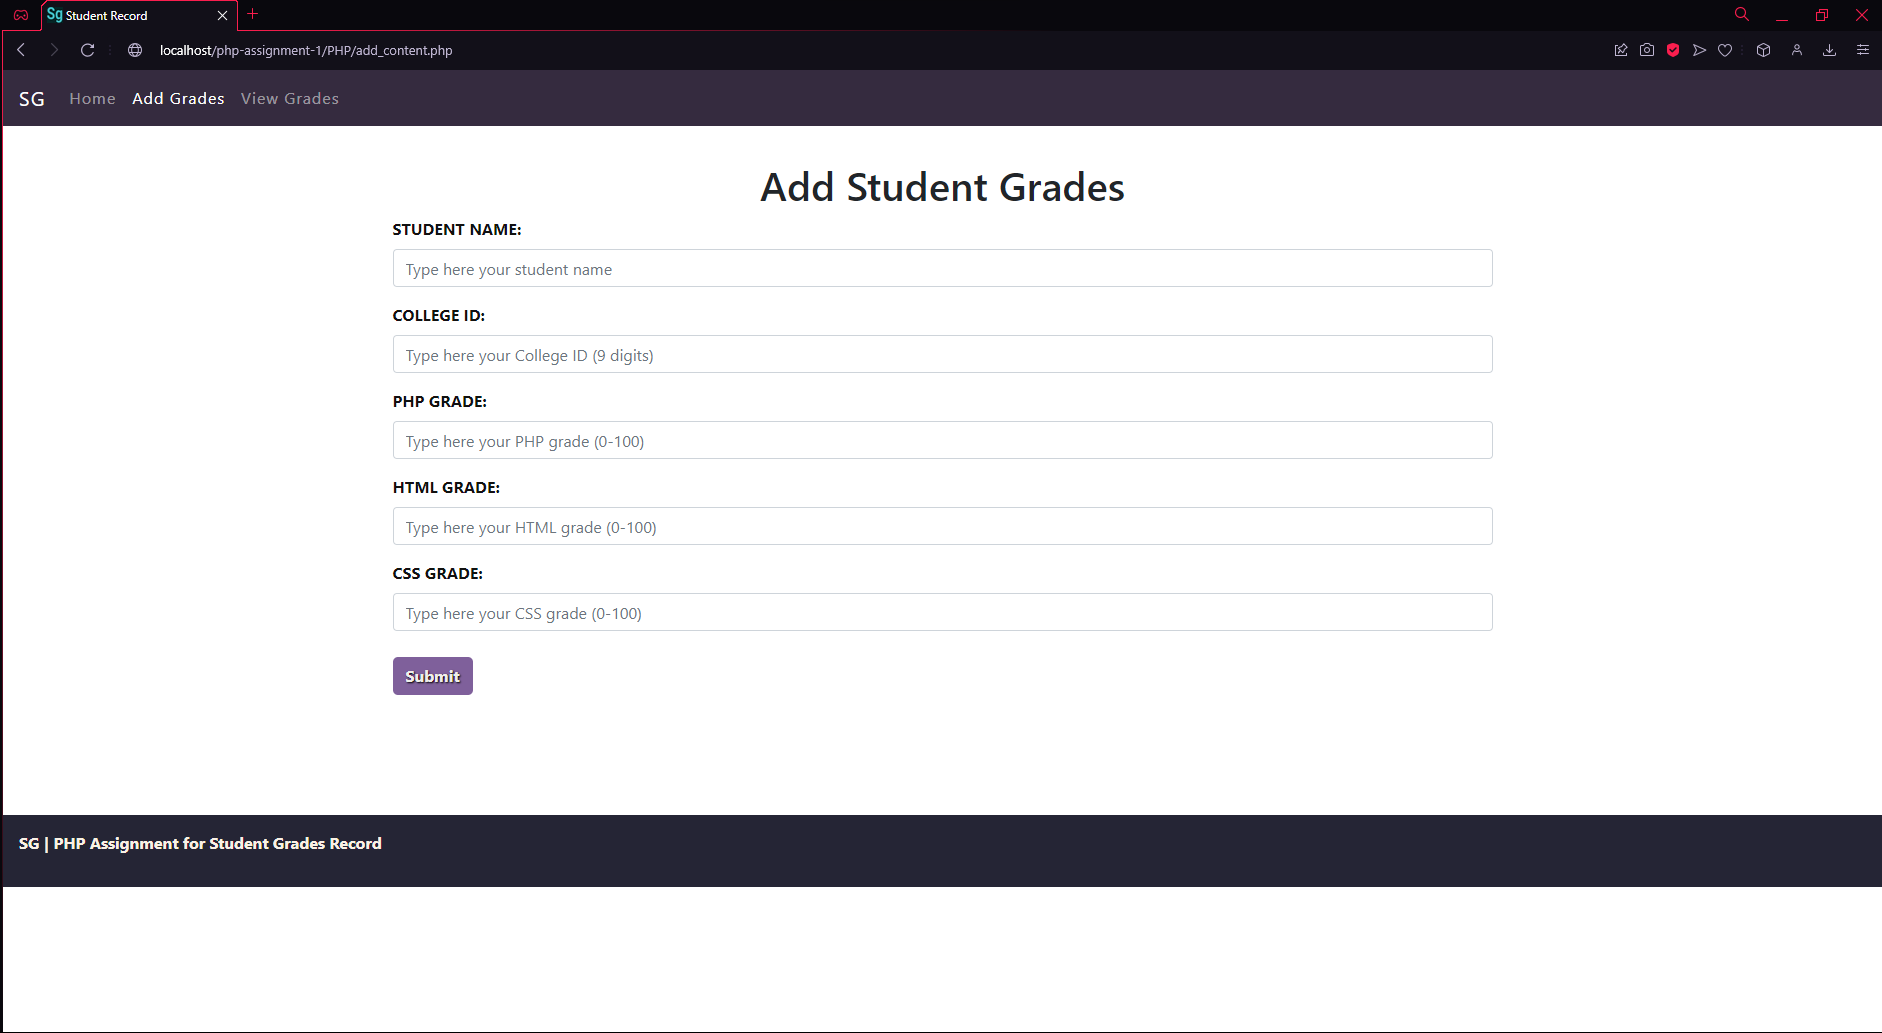 Sg Student Record
localhost/php-assignment-1/PHP/add_content.php
SG Home Add Grades View Grades
Add Student Grades
STUDENT NAME:
Type here your student name
COLLEGE ID:
Type here your College ID (9 digits)
PHP GRADE:
Type here your PHP grade (0-100)
HTML GRADE:
Type here your HTML grade (0-100)
CSS GRADE:
Type here your CSS grade (0-100)
Submit
SG | PHP Assignment for Student Grades Record